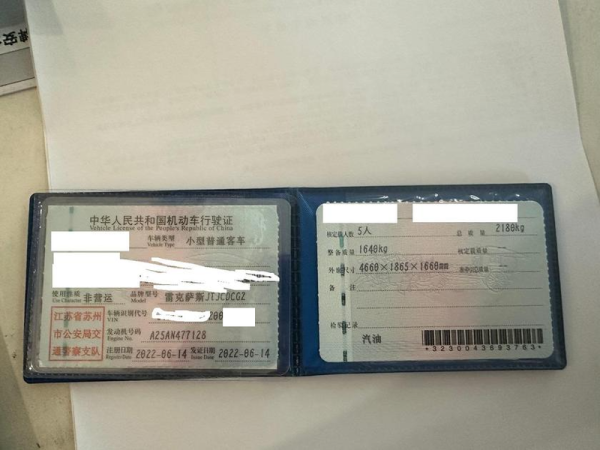 中华人民共和国机动车行驶证
Vehicle License of the People's Republic of China
车辆类型 小型普通客车
Vehicle Type
使用性质 非营运 品牌型号 雷克萨斯JTJCDCGZ
Use Character Model
江苏省苏州
市公安局交
通警察支队
车辆识别代号
VIN
发动机号码 A25AN477128
Engine No.
注册日期 2022-06-14 发证日期 2022-06-14
Register Date Issue Date
核定载人数 5人 总质量 2180kg
整备质量 1640kg 核定载质量
外廓尺寸 4660×1865×1660mm
备注
检验记录
汽油
*3230043093763*